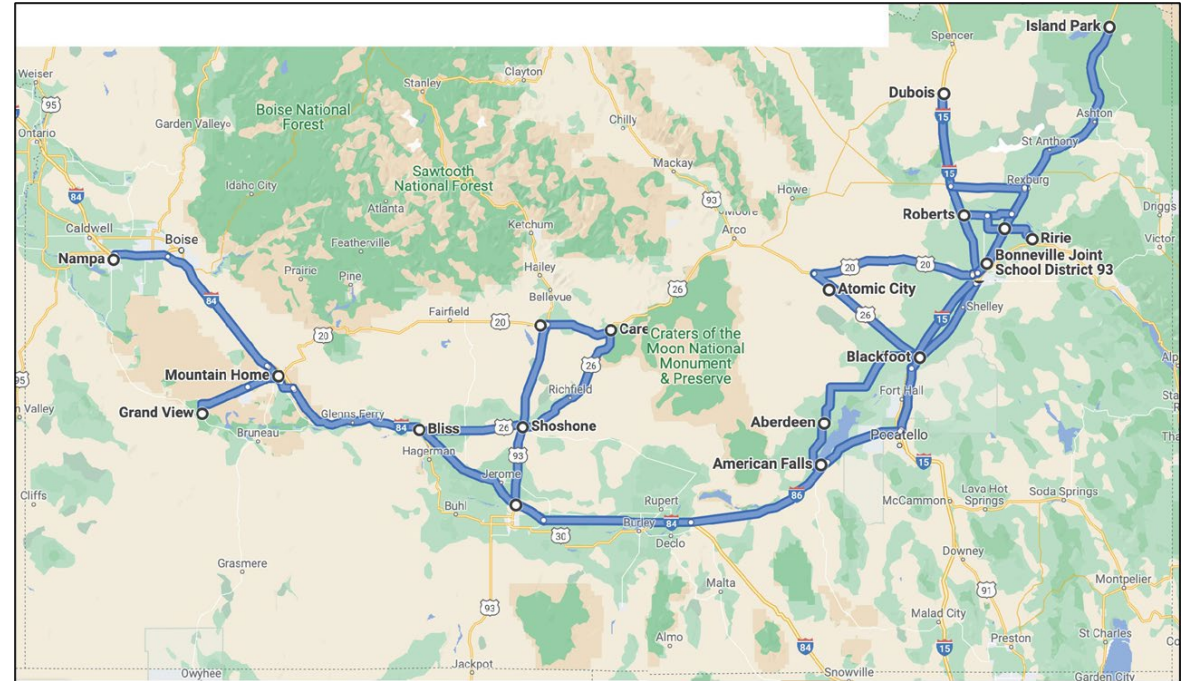 Island Park
Spencer
Weiser
Clayton
Stanley
Dubois
95
Boise National
Forest
15
Ashton
Garden Valley
Chilly
Ontario
St Anthony
Mackay
15
Sawtooth
National Forest
Rexburg
Idaho City
Howe
84
93
Moore
Driggs
Atlanta
Roberts
Caldwell
Ketchum
Arco
Boise
Featherville
Ririe
Victor
Nampa
Bonneville Joint
School District 93
Hailey
20
20
Prairie
Pine
26
Atomic City
Bellevue
84
Shelley
Fairfield
20
26
15
20
Care
Craters of the
Moon National
Monument
& Preserve
Blackfoot
26
Mountain Home
95
Richfield
Fort Hall
Grand View
Glenns Ferry
84
Bliss
26
Shoshone
Aberdeen
Bruneau
Pocatello
Hagerman
93
American Falls
15
Jerome
86
Cliffs
Buhl
Rupert
McCammon
Lava Hot
Springs
Soda Springs
Burley
84
30
Declo
Downey
Grasmere
Malta
91
Montpelier
93
Malad City
Almo
Preston
St Charles
84
15
Jackpot
Owyhee
Snowville
Garden City